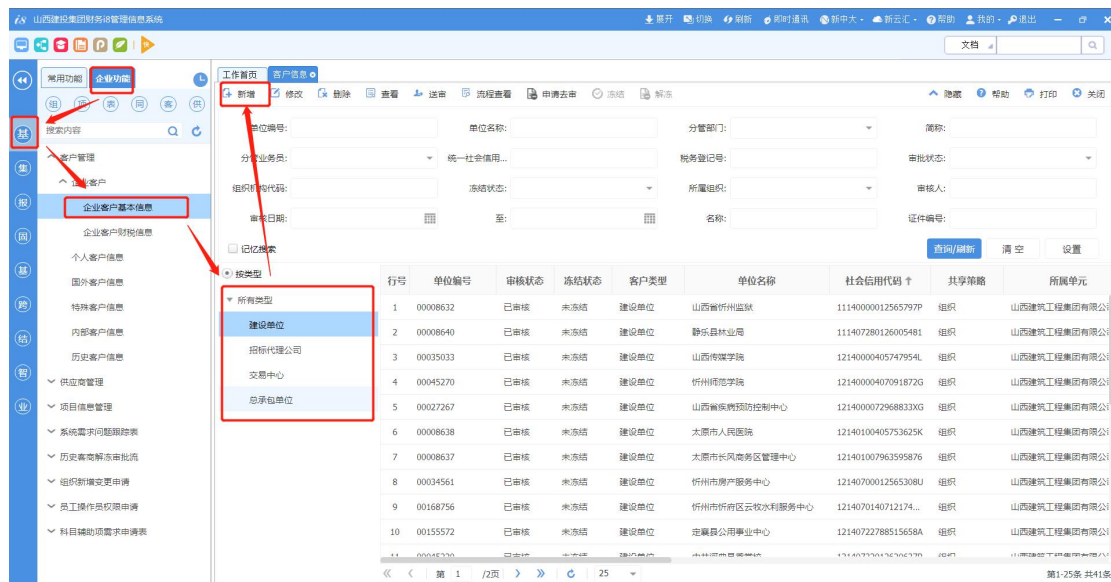 i8 山西建投集团财务i8管理信息系统 展开 切换 刷新 即时通讯 新中大 新云汇 帮助 我的 退出
文档
常用功能 企业功能
组 项 表 同 客 供
搜索内容
基
集
报
固
基
跨
结
智
业
客户管理
企业客户
企业客户基本信息
企业客户财税信息
个人客户信息
国外客户信息
特殊客户信息
内部客户信息
历史客户信息
供应商管理
项目信息管理
系统需求问题跟踪表
历史客商解冻审批流
组织新增变更申请
员工操作员权限申请
科目辅助项需求申请表
工作首页 客户信息
新增 修改 删除 查看 送审 流程查看 申请去审 冻结 解冻 隐藏 帮助 打印 关闭
单位编号: 单位名称: 分管部门: 简称:
分管业务员: 统一社会信用... 税务登记号: 审批状态:
组织机构代码: 冻结状态: 所属组织: 审核人:
审核日期: 至: 名称: 证件编号:
记忆搜索 查询/刷新 清空 设置
按类型
所有类型
建设单位
招标代理公司
交易中心
总承包单位
行号 单位编号 审核状态 冻结状态 客户类型 单位名称 社会信用代码 共享策略 所属单元
1 00008632 已审核 未冻结 建设单位 山西省忻州监狱 11140000012565797P 组织 山西建筑工程集团有限公
2 00008640 已审核 未冻结 建设单位 静乐县林业局 111407280126005481 组织 山西建筑工程集团有限公
3 00035033 已审核 未冻结 建设单位 山西传媒学院 12140000405747954L 组织 山西建筑工程集团有限公
4 00045270 已审核 未冻结 建设单位 忻州师范学院 12140000407091872G 组织 山西建筑工程集团有限公
5 00027267 已审核 未冻结 建设单位 山西省疾病预防控制中心 1214000072968833XG 组织 山西建筑工程集团有限公
6 00008638 已审核 未冻结 建设单位 太原市人民医院 12140100405753625K 组织 山西建筑工程集团有限公
7 00008637 已审核 未冻结 建设单位 太原市长风商务区管理中心 121401007963595876 组织 山西建筑工程集团有限公
8 00034561 已审核 未冻结 建设单位 忻州市房产服务中心 12140700012565308U 组织 山西建筑工程集团有限公
9 00168756 已审核 未冻结 建设单位 忻州市忻府区云牧水利服务中心 1214070140712174... 组织 山西建筑工程集团有限公
10 00155572 已审核 未冻结 建设单位 定襄县公用事业中心 12140722788515658A 组织 山西建筑工程集团有限公
第 1 /2页 25 第1-25条 共41条